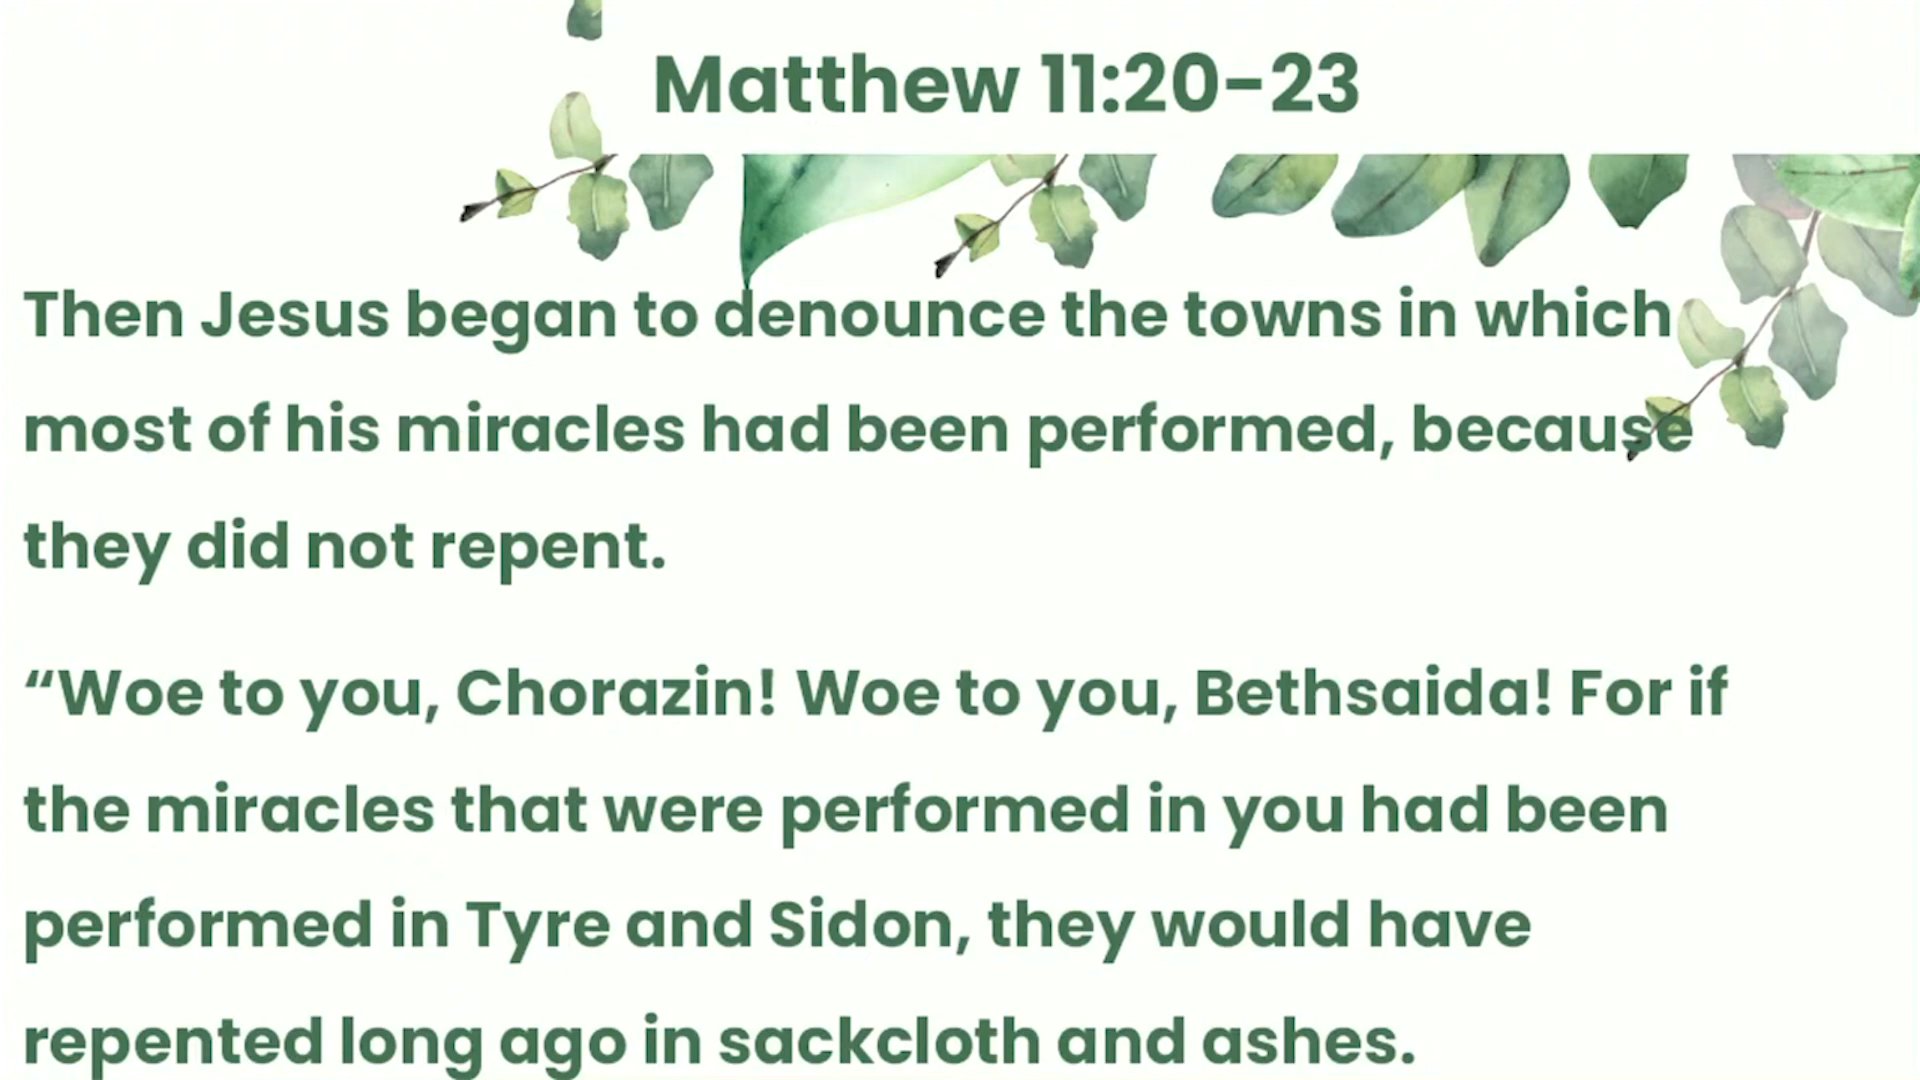 Matthew 11:20-23
Then Jesus began to denounce the towns in which
most of his miracles had been performed, because
they did not repent.
“Woe to you, Chorazin! Woe to you, Bethsaida! For if
the miracles that were performed in you had been
performed in Tyre and Sidon, they would have
repented long ago in sackcloth and ashes.